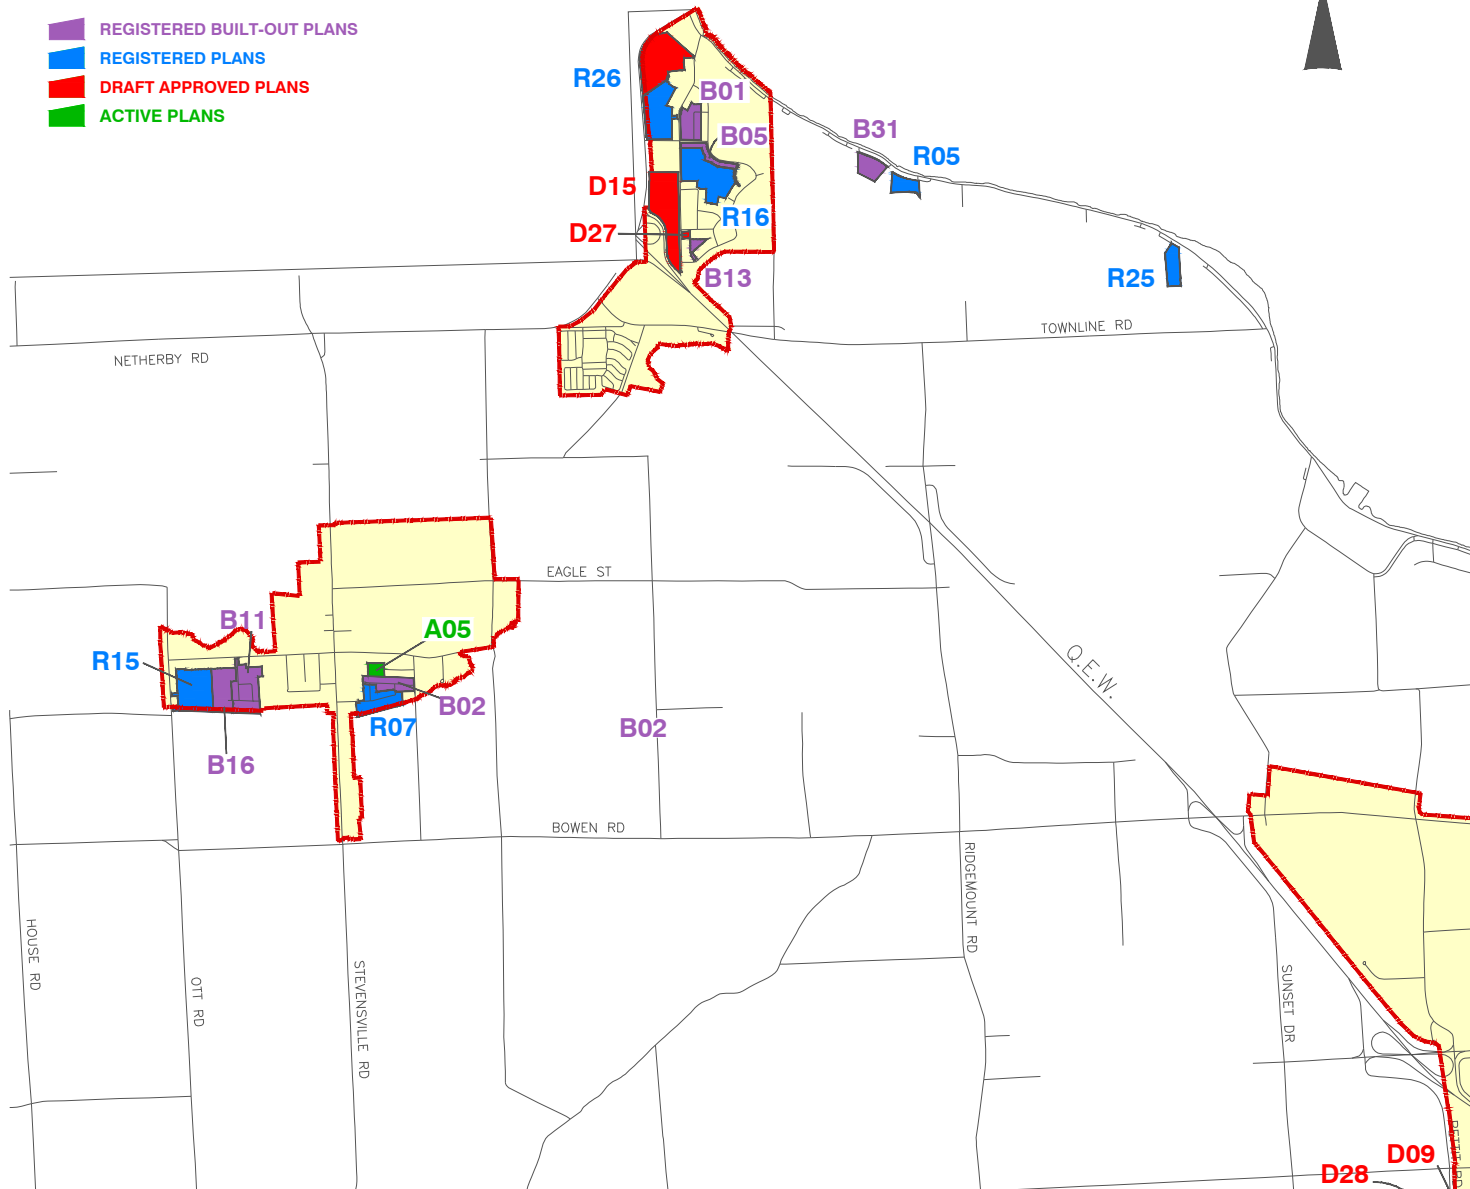 REGISTERED BUILT-OUT PLANS
REGISTERED PLANS
DRAFT APPROVED PLANS
ACTIVE PLANS
R26
B01
B05
B31
R05
D15
R16
D27
B13
R25
TOWNLINE RD
NETHERBY RD
EAGLE ST
B11
A05
R15
B02
R07
B02
B16
Q.E.W.
BOWEN RD
RIDGEMOUNT RD
HOUSE RD
OTT RD
STEVENSVILLE RD
SUNSET DR
PETTIT RD
D09
D28